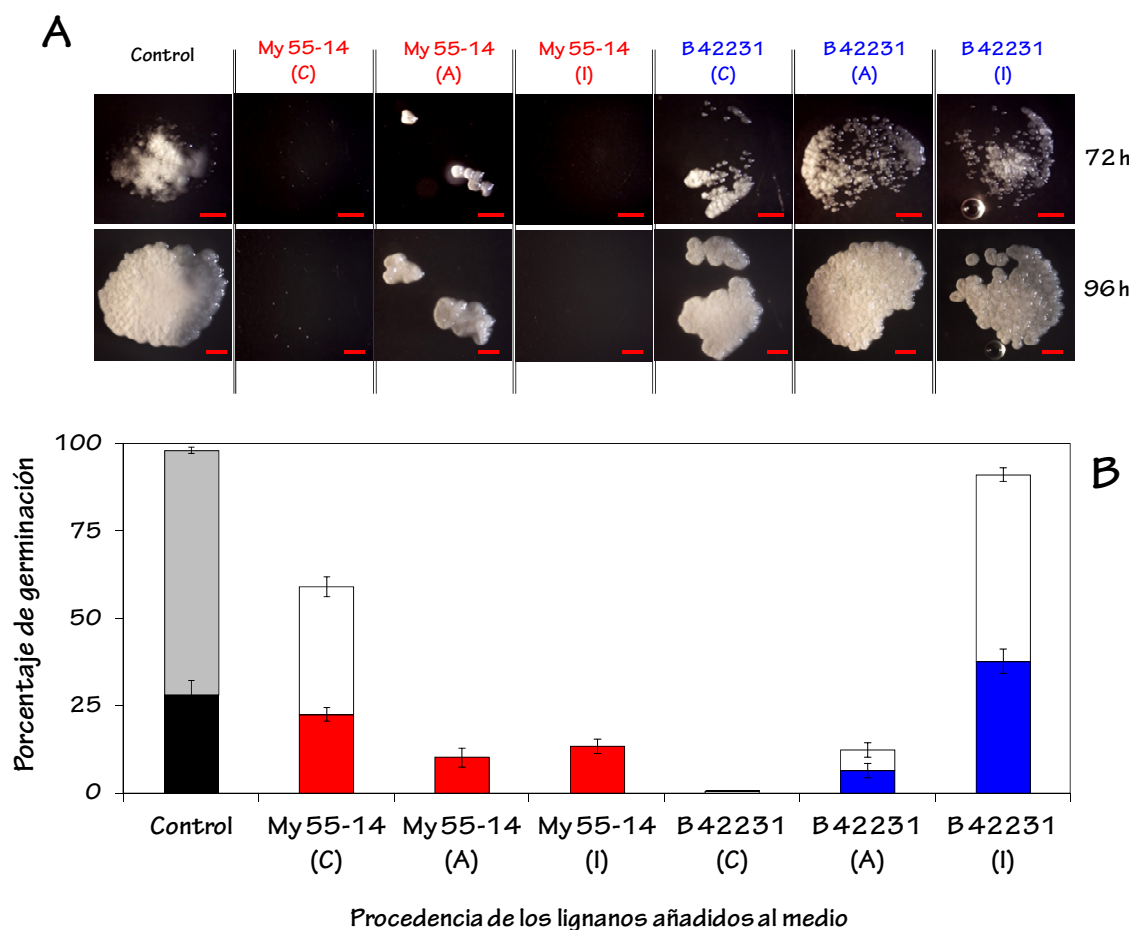 A
Control
My 55-14
(C)
My 55-14
(A)
My 55-14
(I)
B 42231
(C)
B 42231
(A)
B 42231
(I)
72 h
96 h
B
Porcentaje de germinación
100
75
50
25
0
Control
My 55-14
(C)
My 55-14
(A)
My 55-14
(I)
B 42231
(C)
B 42231
(A)
B 42231
(I)
Procedencia de los lignanos añadidos al medio